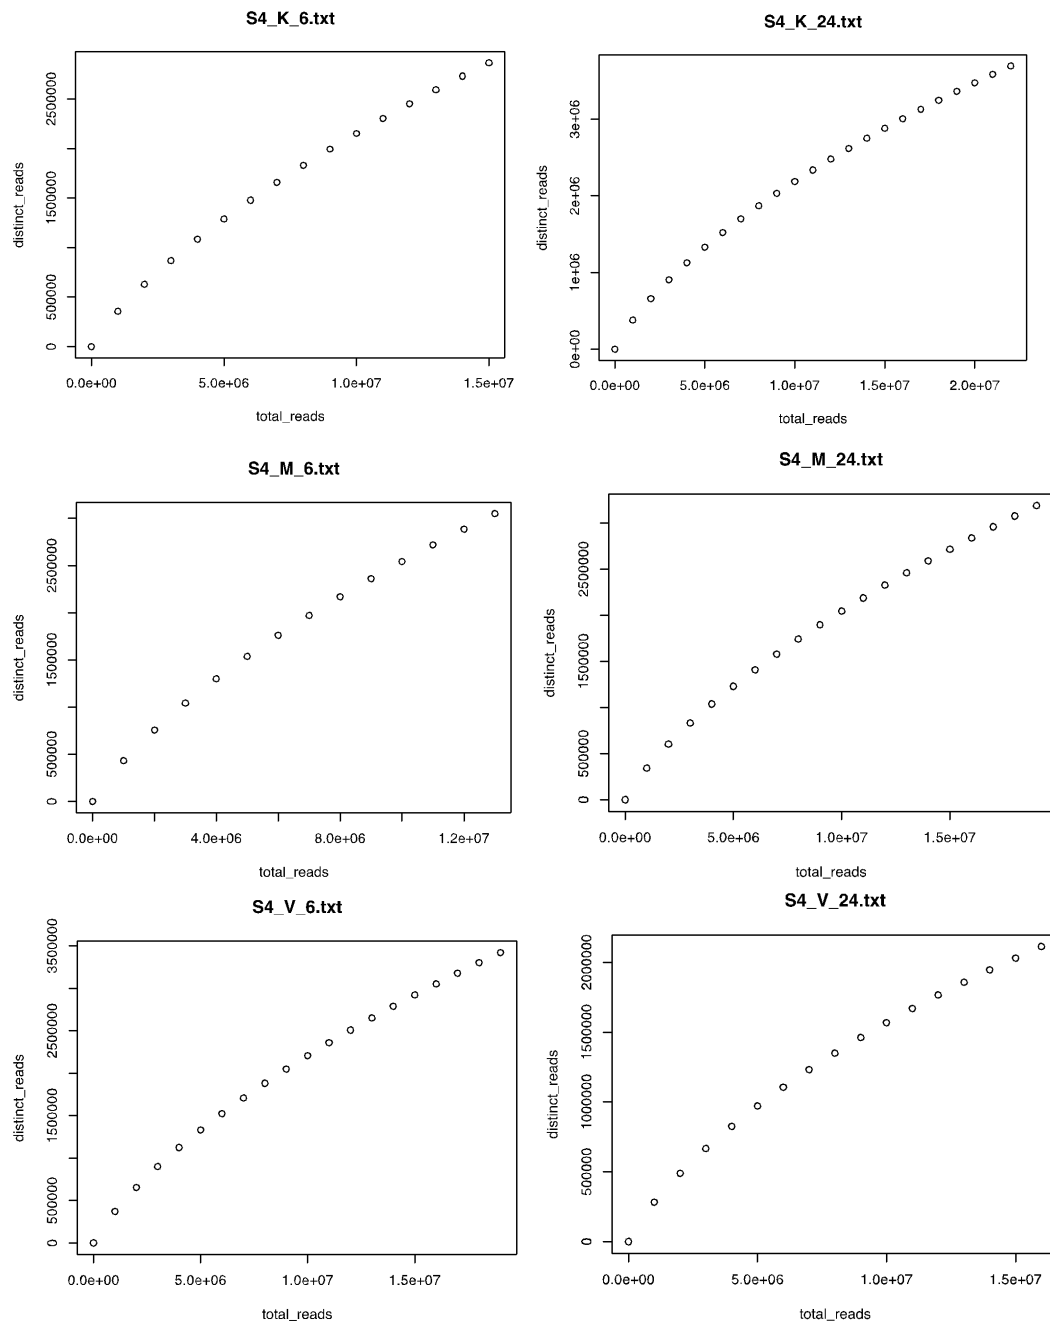 S4_K_6.txt
distinct_reads
0
500000
1500000
2500000
0.0e+00 5.0e+06 1.0e+07 1.5e+07
total_reads
S4_K_24.txt
distinct_reads
0e+00
1e+06
2e+06
3e+06
0.0e+00 5.0e+06 1.0e+07 1.5e+07 2.0e+07
total_reads
S4_M_6.txt
distinct_reads
0
500000
1500000
2500000
0.0e+00 4.0e+06 8.0e+06 1.2e+07
total_reads
S4_M_24.txt
distinct_reads
0
500000
1500000
2500000
0.0e+00 5.0e+06 1.0e+07 1.5e+07
total_reads
S4_V_6.txt
distinct_reads
0
500000
1500000
2500000
3500000
0.0e+00 5.0e+06 1.0e+07 1.5e+07
total_reads
S4_V_24.txt
distinct_reads
0
500000
1000000
1500000
2000000
0.0e+00 5.0e+06 1.0e+07 1.5e+07
total_reads